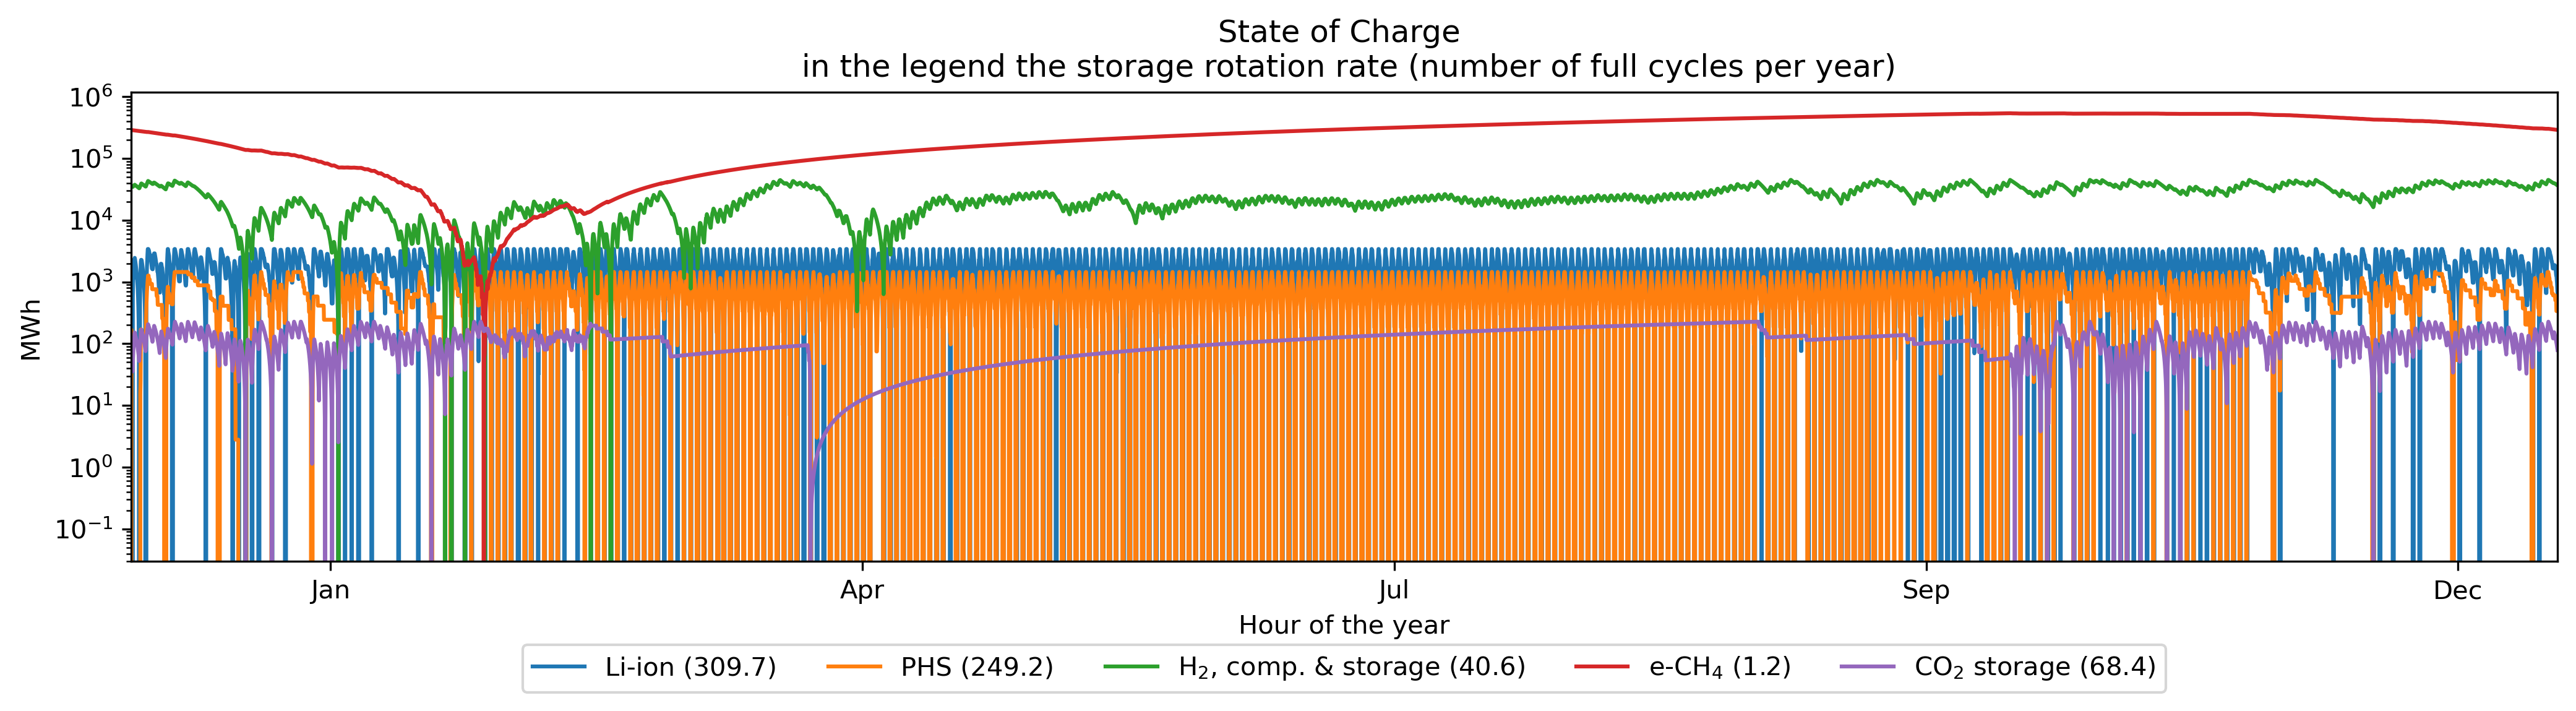 State of Charge
in the legend the storage rotation rate (number of full cycles per year)
MWh
10⁶
10⁵
10⁴
10³
10²
10¹
10⁰
10⁻¹
Jan Apr Jul Sep Dec
Hour of the year
Li-ion (309.7) PHS (249.2) H₂, comp. & storage (40.6) e-CH₄ (1.2) CO₂ storage (68.4)